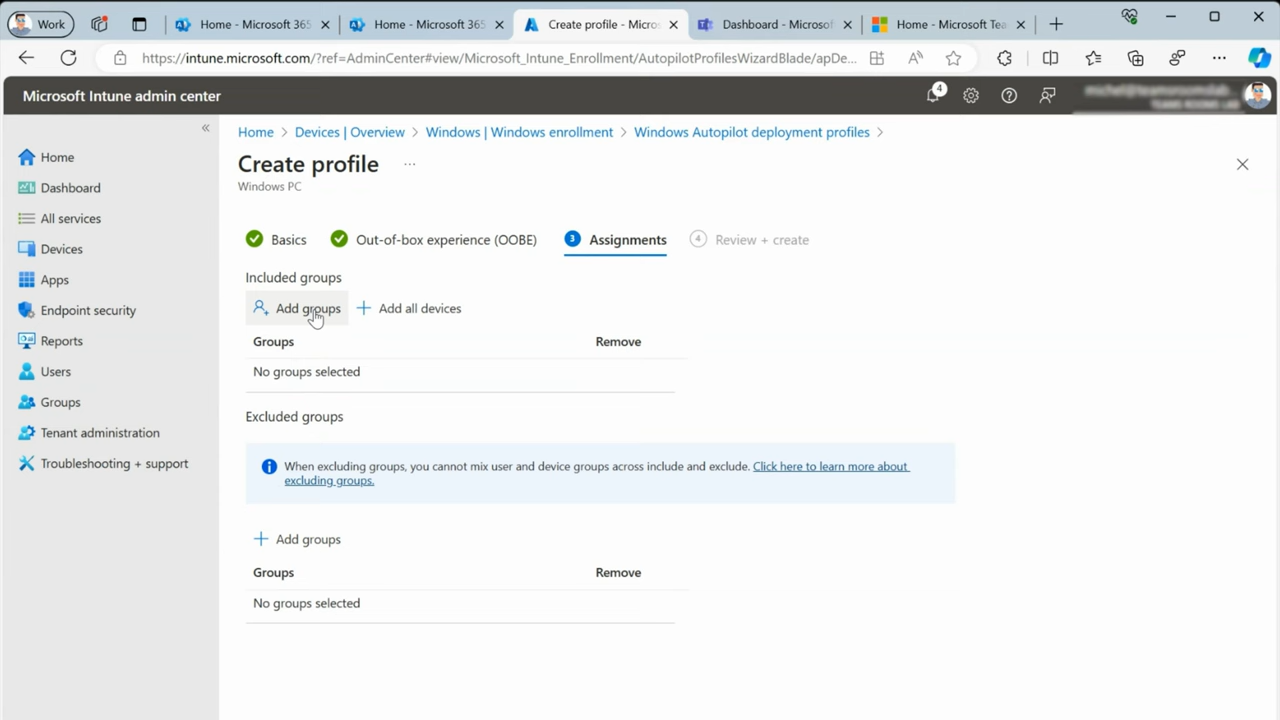 Work
Home - Microsoft 365
Home - Microsoft 365
Create profile - Micros
Dashboard - Microsof
Home - Microsoft Tea
https://intune.microsoft.com/?ref=AdminCenter#view/Microsoft_Intune_Enrollment/AutopilotProfilesWizardBlade/apDe...
Microsoft Intune admin center
4
TEAMS ROOMS LAB
Home > Devices | Overview > Windows | Windows enrollment > Windows Autopilot deployment profiles >
Create profile ...
Windows PC
Home
Dashboard
All services
Devices
Apps
Endpoint security
Reports
Users
Groups
Tenant administration
Troubleshooting + support
Basics
Out-of-box experience (OOBE)
3 Assignments
4 Review + create
Included groups
Add groups
Add all devices
Groups Remove
No groups selected
Excluded groups
When excluding groups, you cannot mix user and device groups across include and exclude. Click here to learn more about
excluding groups.
Add groups
Groups Remove
No groups selected